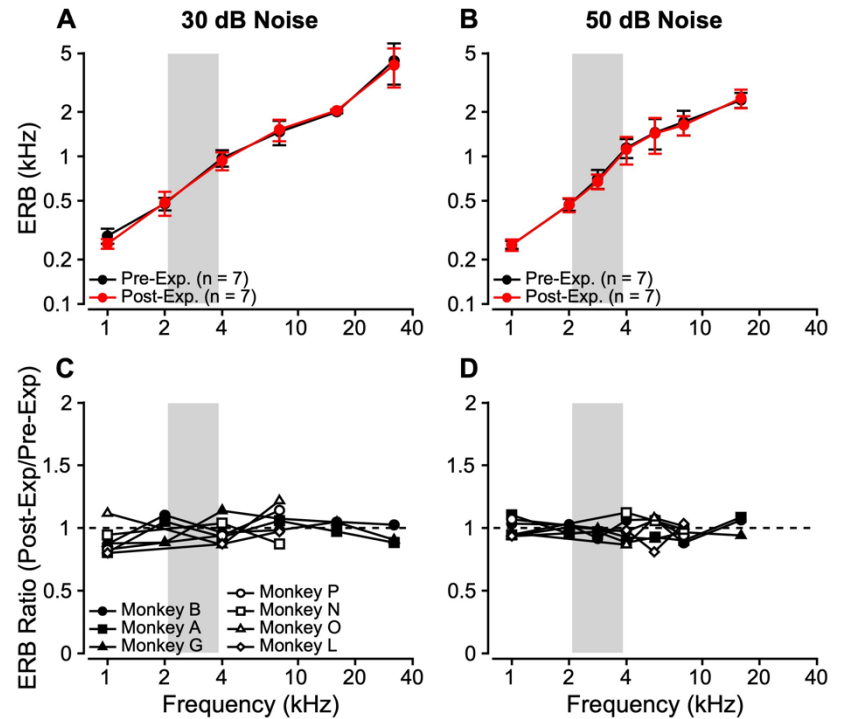 A
30 dB Noise
B
50 dB Noise
ERB (kHz)
5
2
1
0.5
0.2
0.1
Pre-Exp. (n = 7)
Post-Exp. (n = 7)
1
2
4
10
20
40
5
2
1
0.5
0.2
0.1
Pre-Exp. (n = 7)
Post-Exp. (n = 7)
1
2
4
10
20
40
C
D
ERB Ratio (Post-Exp/Pre-Exp)
2
1.5
1
0.5
0
Monkey B
Monkey A
Monkey G
Monkey P
Monkey N
Monkey O
Monkey L
1
2
4
10
20
40
Frequency (kHz)
2
1.5
1
0.5
0
1
2
4
10
20
40
Frequency (kHz)